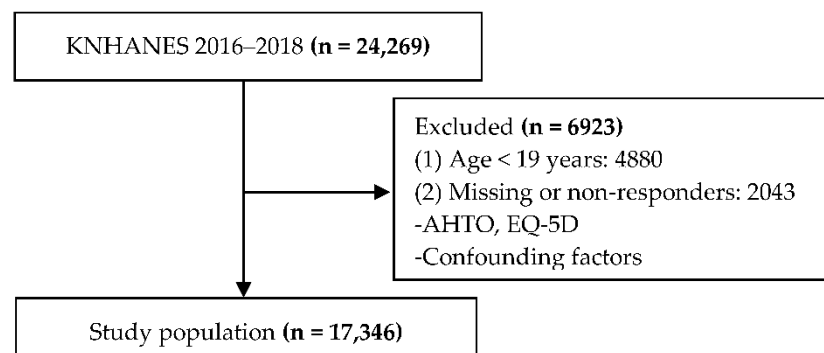 KNHANES 2016–2018 (n = 24,269)
Excluded (n = 6923)
(1) Age < 19 years: 4880
(2) Missing or non-responders: 2043
-AHTO, EQ-5D
-Confounding factors
Study population (n = 17,346)